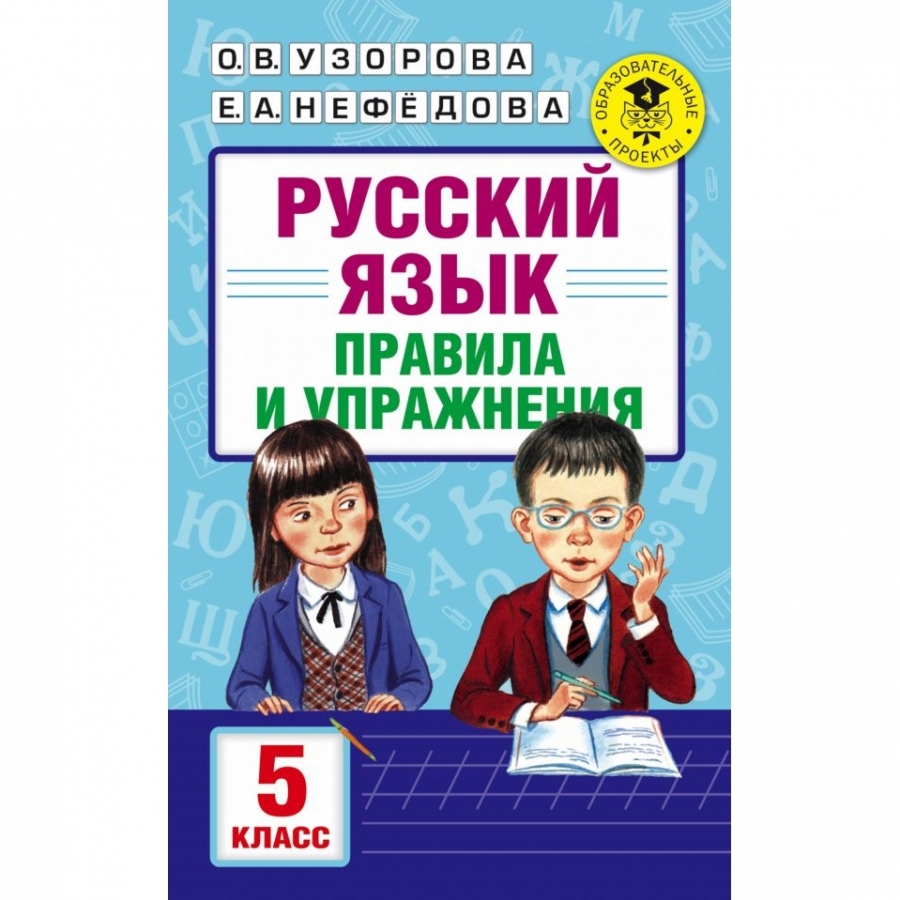 О.В. УЗОРОВА
Е.А. НЕФЁДОВА
ОБРАЗОВАТЕЛЬНЫЕ
• ПРОЕКТЫ •
РУССКИЙ
ЯЗЫК
ПРАВИЛА
И УПРАЖНЕНИЯ
5
КЛАСС